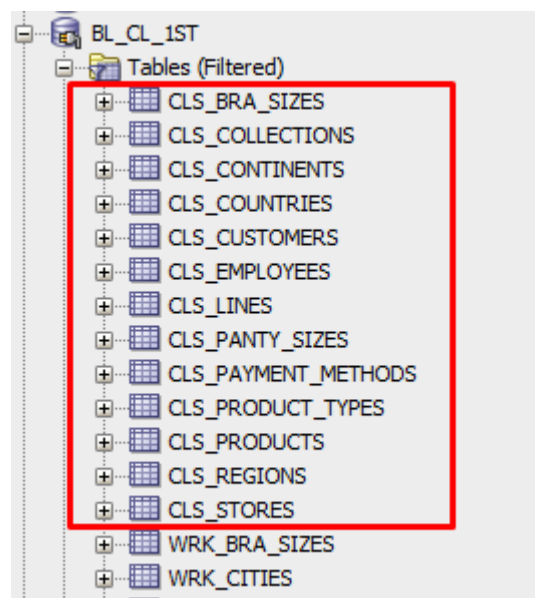 BL_CL_1ST
Tables (Filtered)
CLS_BRA_SIZES
CLS_COLLECTIONS
CLS_CONTINENTS
CLS_COUNTRIES
CLS_CUSTOMERS
CLS_EMPLOYEES
CLS_LINES
CLS_PANTY_SIZES
CLS_PAYMENT_METHODS
CLS_PRODUCT_TYPES
CLS_PRODUCTS
CLS_REGIONS
CLS_STORES
WRK_BRA_SIZES
WRK_CITIES